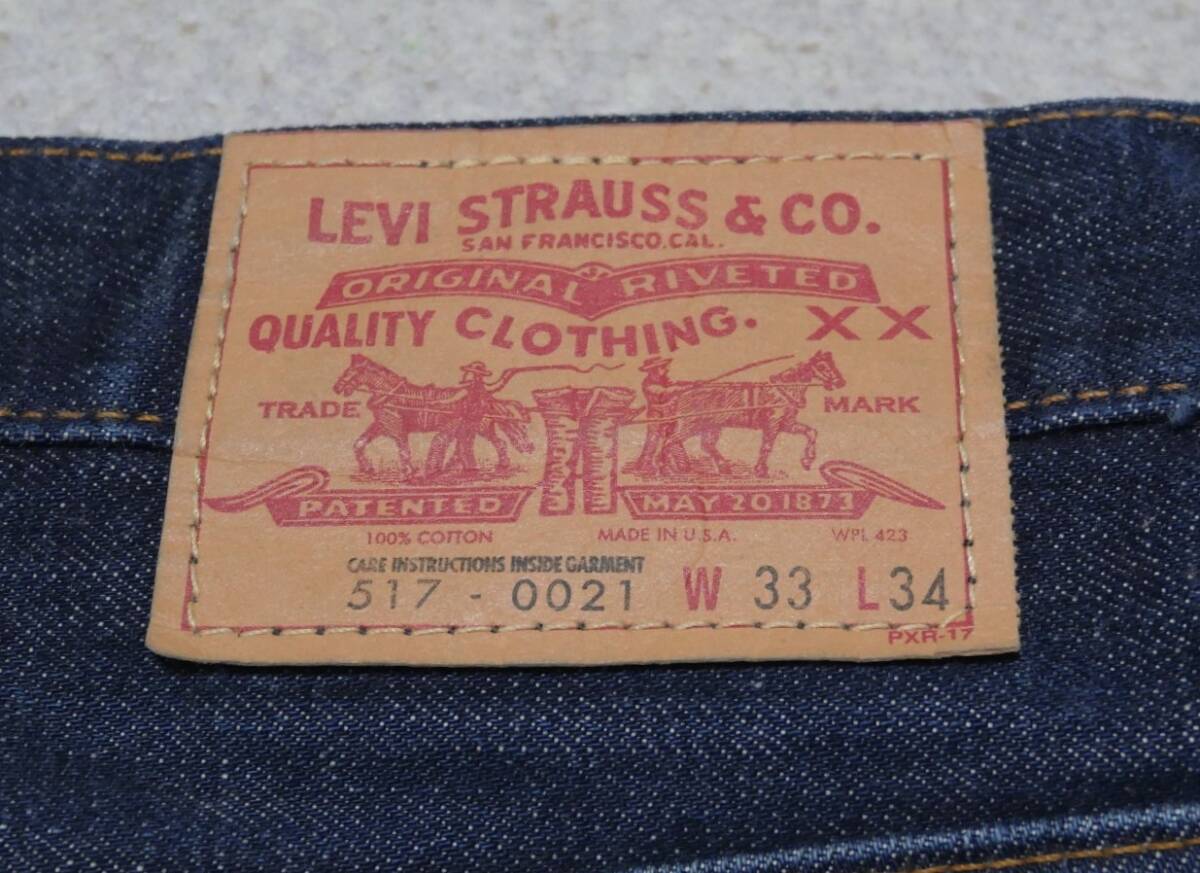 LEVI STRAUSS & CO.
SAN FRANCISCO, CAL.
ORIGINAL RIVETED
QUALITY CLOTHING. XX
TRADE MARK
PATENTED MAY 20 1873
100% COTTON MADE IN U.S.A. WPL 423
CARE INSTRUCTIONS INSIDE GARMENT
517 - 0021 W 33 L 34
PXR-17